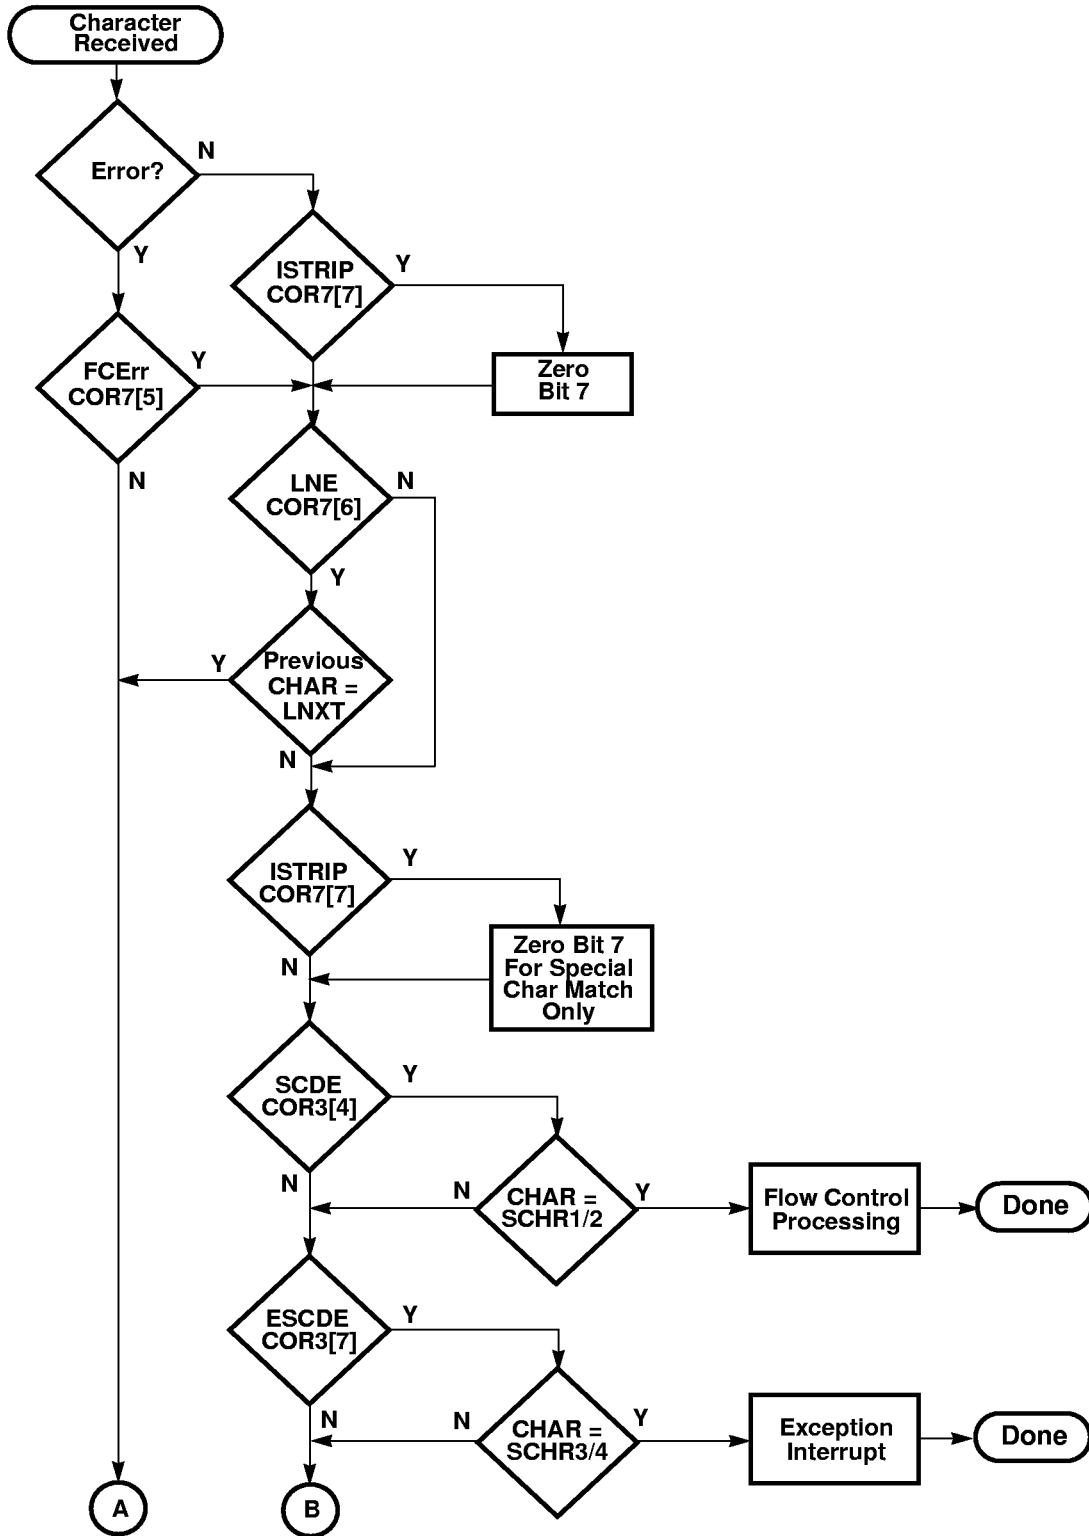 Character
Received
Error?
N
Y
ISTRIP
COR7[7]
Y
Zero
Bit 7
FCErr
COR7[5]
Y
N
LNE
COR7[6]
N
Y
Previous
CHAR =
LNXT
Y
N
ISTRIP
COR7[7]
Y
N
Zero Bit 7
For Special
Char Match
Only
SCDE
COR3[4]
Y
N
CHAR =
SCHR1/2
N
Y
Flow Control
Processing
Done
ESCDE
COR3[7]
Y
N
CHAR =
SCHR3/4
N
Y
Exception
Interrupt
Done
A
B